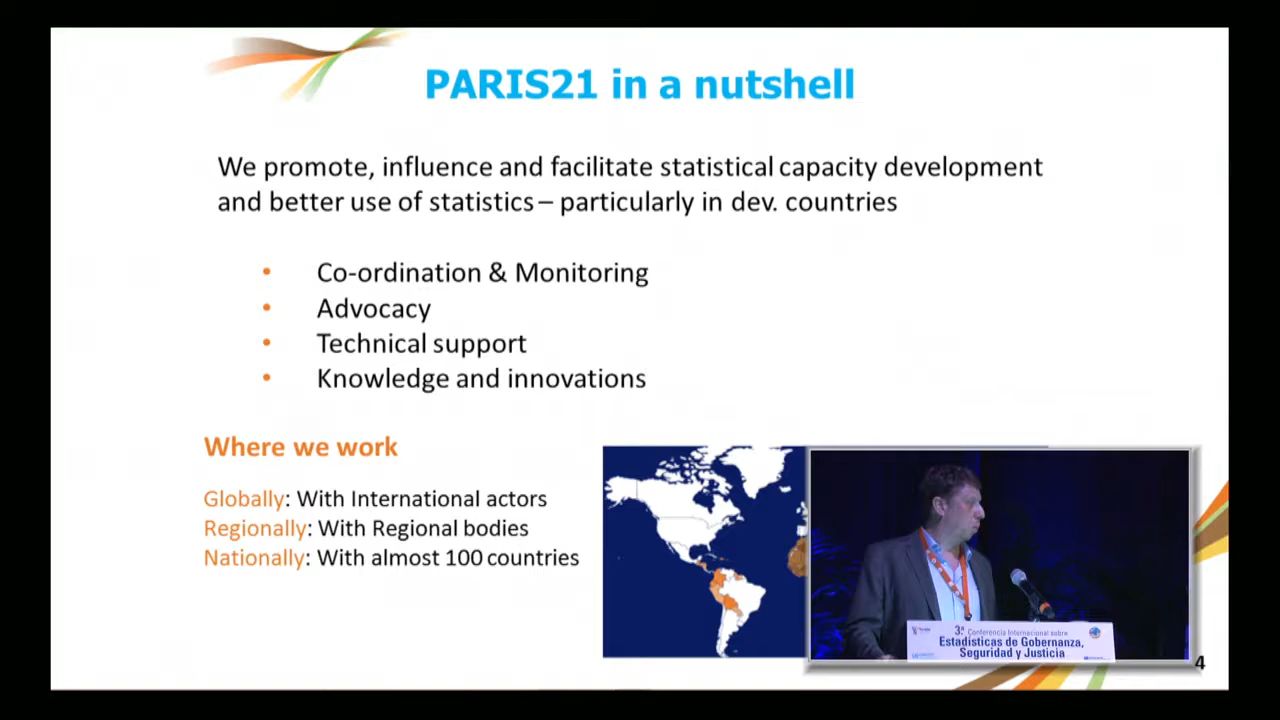 PARIS21 in a nutshell
We promote, influence and facilitate statistical capacity development
and better use of statistics – particularly in dev. countries
• Co-ordination & Monitoring
• Advocacy
• Technical support
• Knowledge and innovations
Where we work
Globally: With International actors
Regionally: With Regional bodies
Nationally: With almost 100 countries
3.ª Conferencia Internacional sobre
Estadísticas de Gobernanza,
Seguridad y Justicia
4